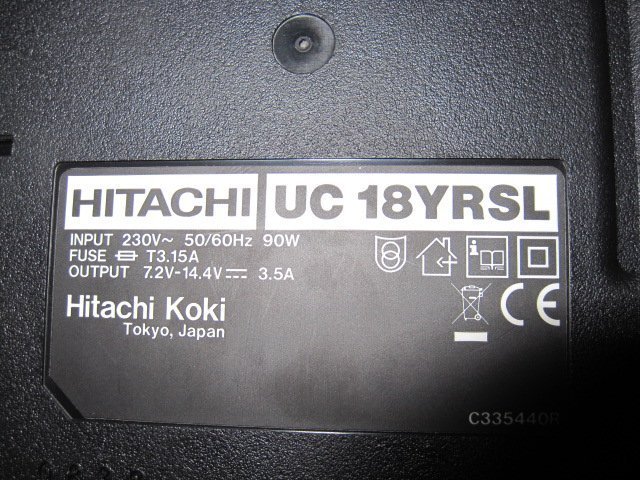 HITACHI UC 18YRSL
INPUT 230V~ 50/60Hz 90W
FUSE T3.15A
OUTPUT 7.2V-14.4V⎓ 3.5A
Hitachi Koki
Tokyo, Japan
CE
C335440R